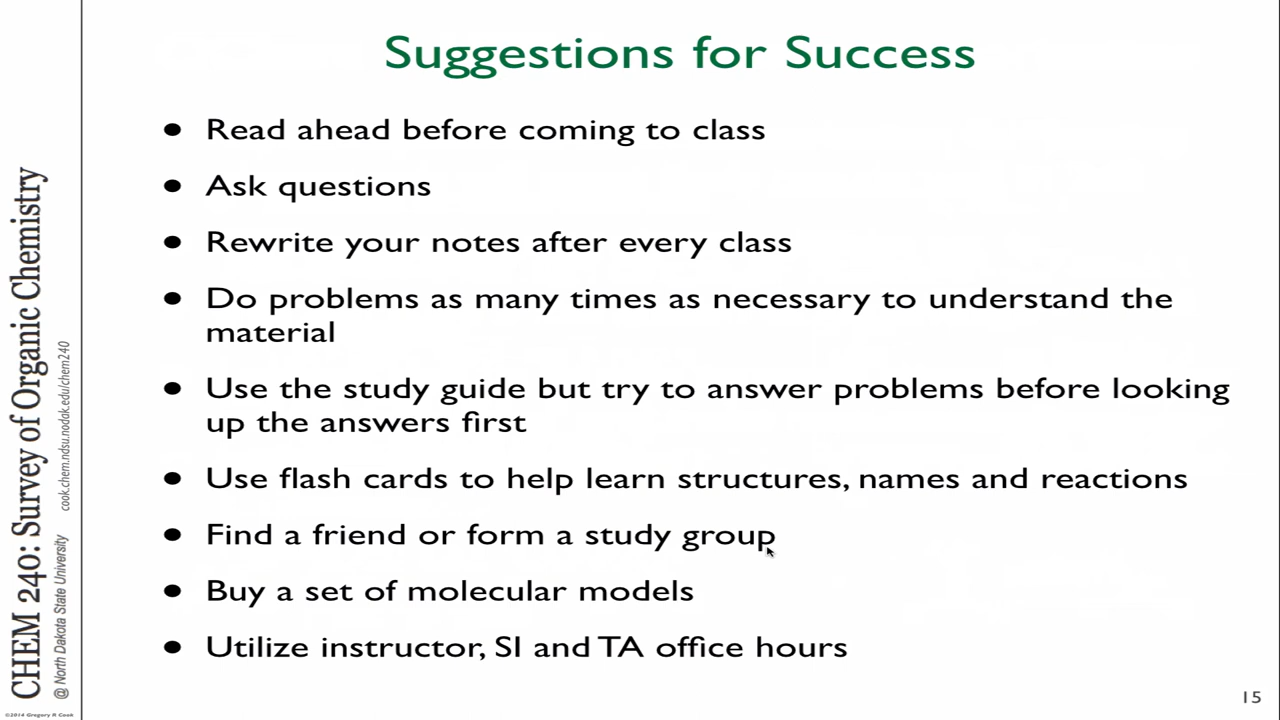 Suggestions for Success
• Read ahead before coming to class
• Ask questions
• Rewrite your notes after every class
• Do problems as many times as necessary to understand the
material
• Use the study guide but try to answer problems before looking
up the answers first
• Use flash cards to help learn structures, names and reactions
• Find a friend or form a study group
• Buy a set of molecular models
• Utilize instructor, SI and TA office hours
CHEM 240: Survey of Organic Chemistry
@ North Dakota State University
cook.chem.ndsu.nodak.edu/chem240
©2014 Gregory R Cook
15